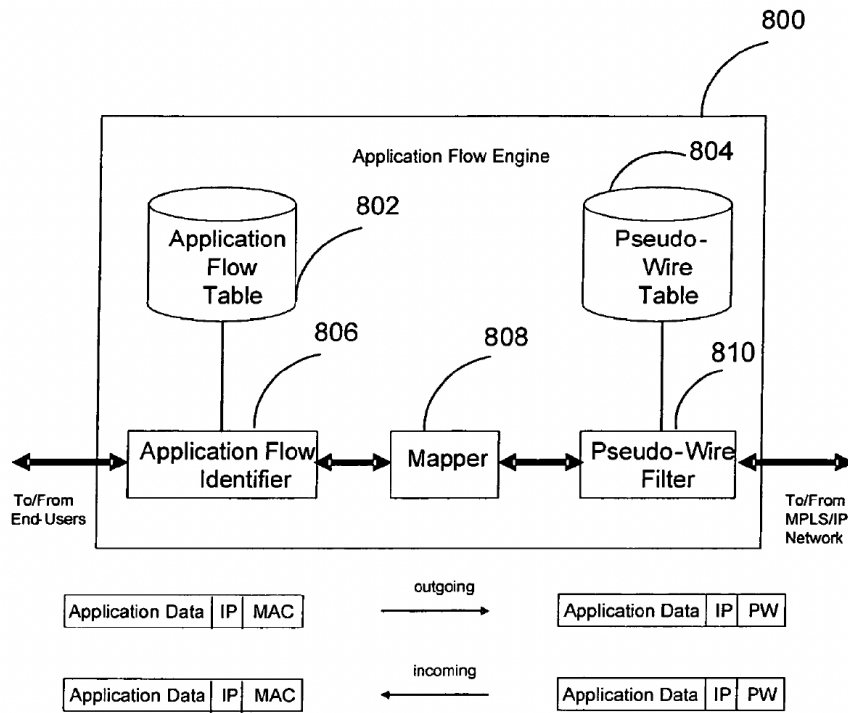 800
Application Flow Engine
804
802
Application
Flow
Table
Pseudo-
Wire
Table
806
808
810
Application Flow
Identifier
Mapper
Pseudo-Wire
Filter
To/From
End-Users
To/From
MPLS/IP
Network
outgoing
Application Data IP MAC
Application Data IP PW
incoming
Application Data IP MAC
Application Data IP PW